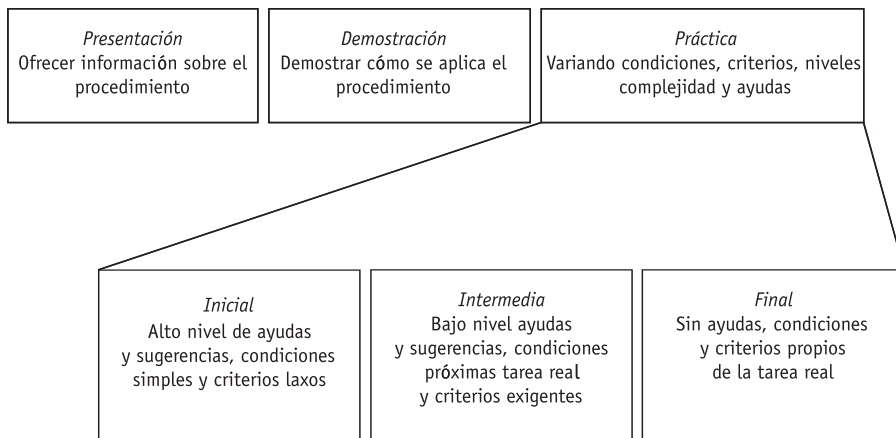 Presentación
Ofrecer información sobre el
procedimiento
Demostración
Demostrar cómo se aplica el
procedimiento
Práctica
Variando condiciones, criterios, niveles
complejidad y ayudas
Inicial
Alto nivel de ayudas
y sugerencias, condiciones
simples y criterios laxos
Intermedia
Bajo nivel ayudas
y sugerencias, condiciones
próximas tarea real
y criterios exigentes
Final
Sin ayudas, condiciones
y criterios propios
de la tarea real